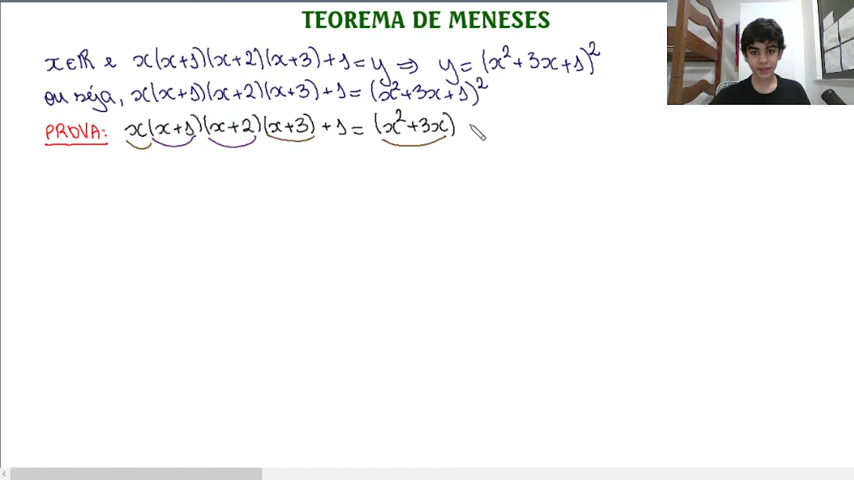 TEOREMA DE MENESES
x∈ℝ e x(x+1)(x+2)(x+3)+1=y ⇒ y=(x²+3x+1)²
ou seja, x(x+1)(x+2)(x+3)+1=(x²+3x+1)²
PROVA: x(x+1)(x+2)(x+3)+1=(x²+3x)